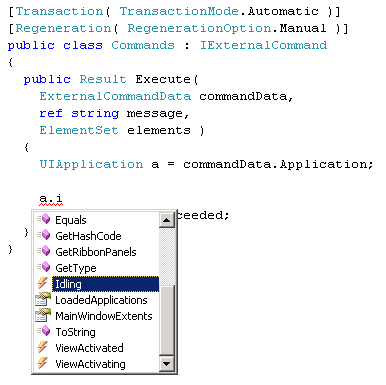 [Transaction( TransactionMode.Automatic )]
[Regeneration( RegenerationOption.Manual )]
public class Commands : IExternalCommand
{
public Result Execute(
ExternalCommandData commandData,
ref string message,
ElementSet elements )
{
UIApplication a = commandData.Application;
a.i
ceeded;
}
}
Equals
GetHashCode
GetRibbonPanels
GetType
Idling
LoadedApplications
MainWindowExtents
ToString
ViewActivated
ViewActivating